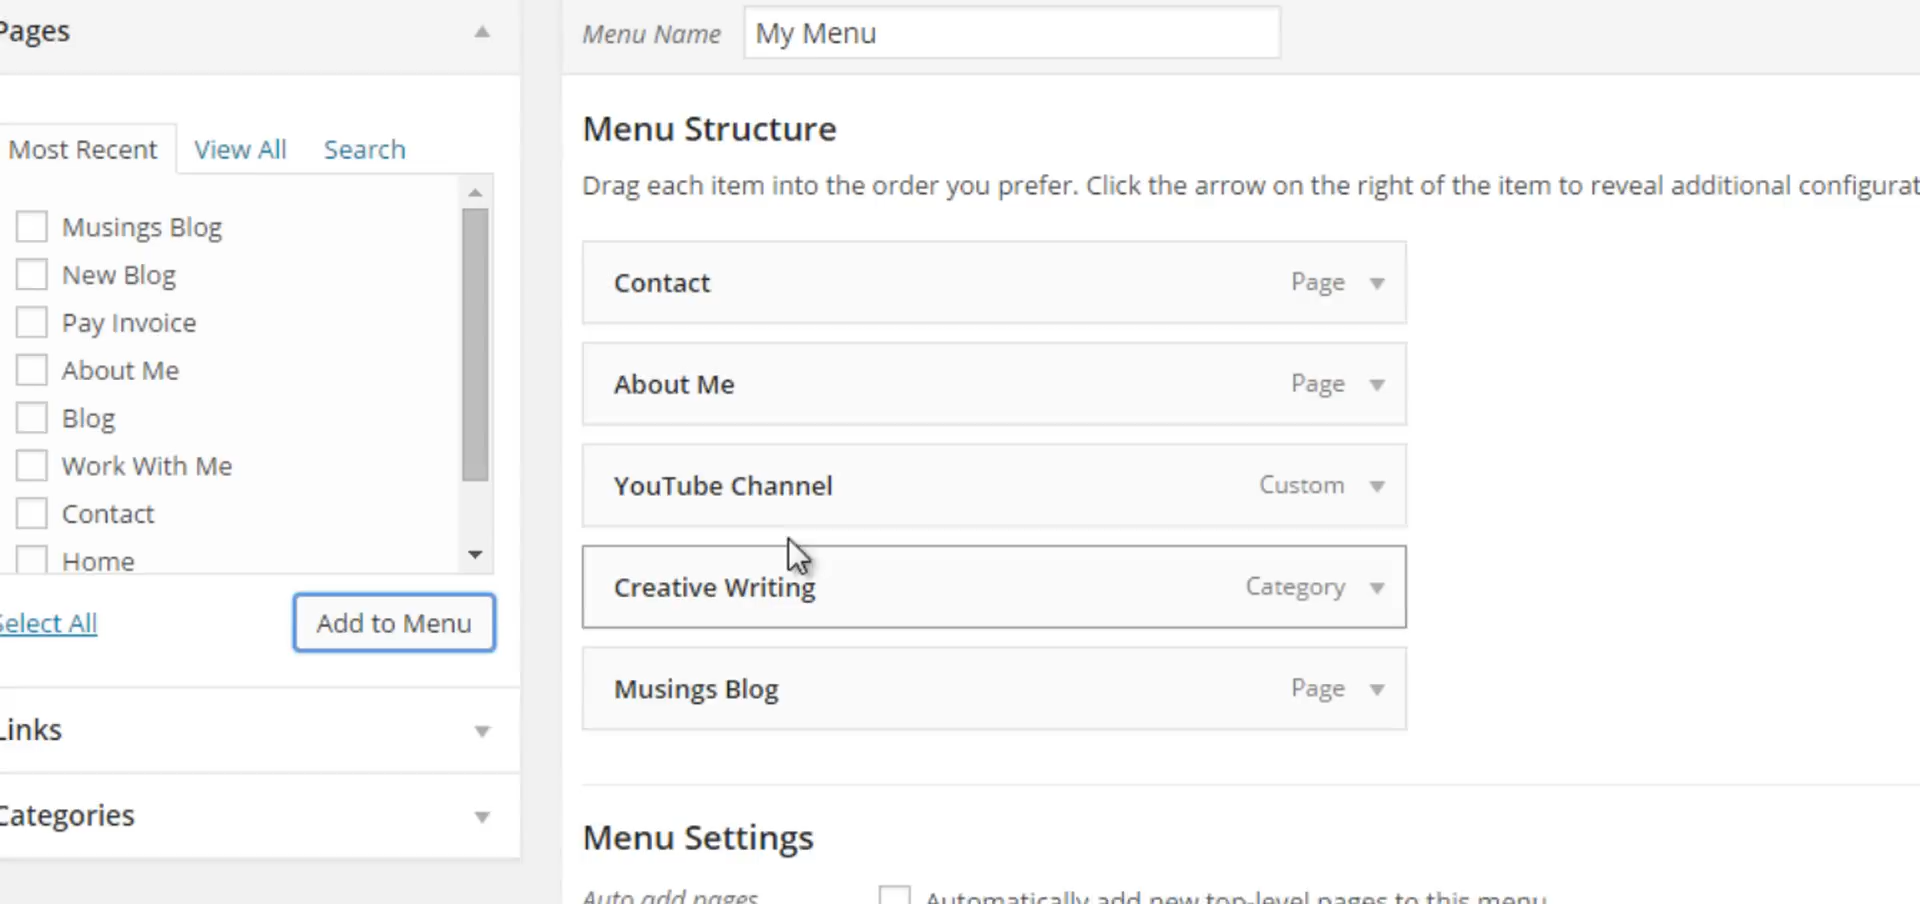 Pages
Most Recent View All Search
Musings Blog
New Blog
Pay Invoice
About Me
Blog
Work With Me
Contact
Home
Select All Add to Menu
Links
Categories
Menu Name My Menu
Menu Structure
Drag each item into the order you prefer. Click the arrow on the right of the item to reveal additional configurat
Contact Page
About Me Page
YouTube Channel Custom
Creative Writing Category
Musings Blog Page
Menu Settings
Auto add pages Automatically add new top-level pages to this menu